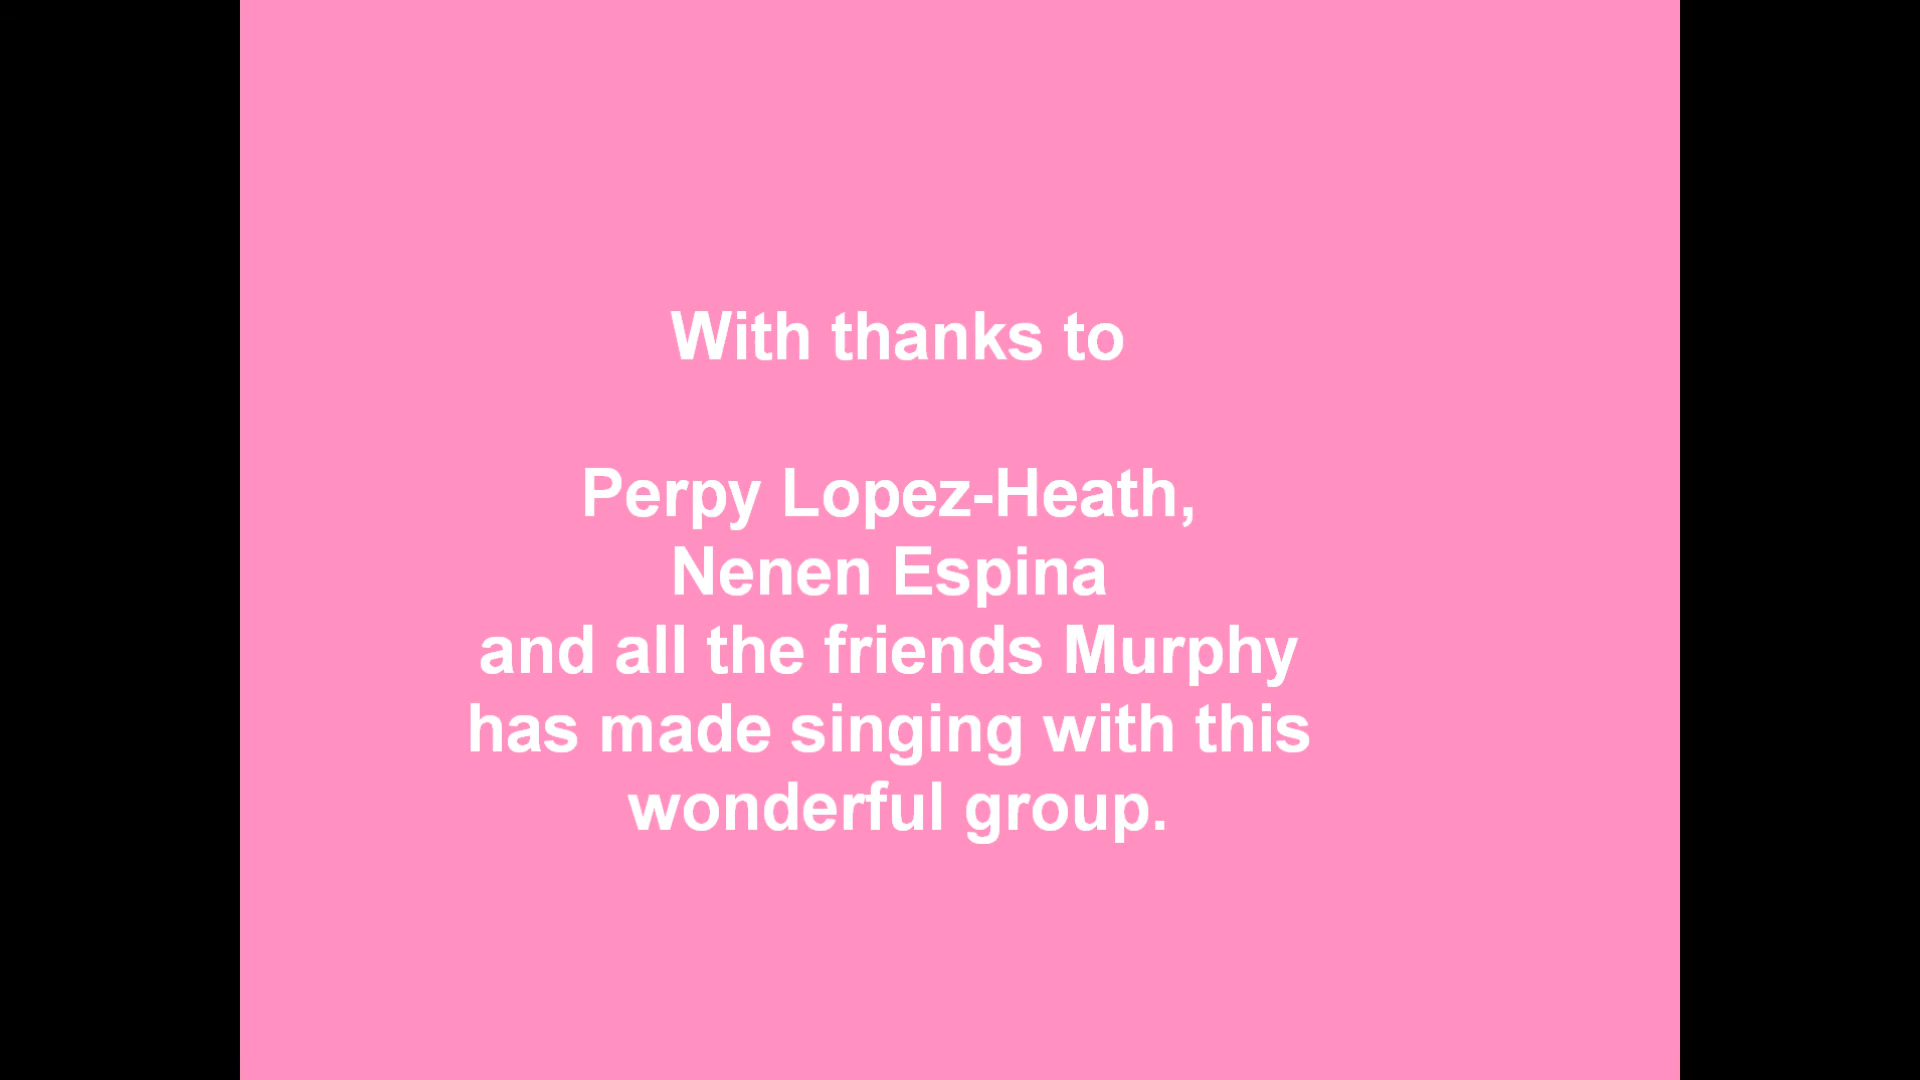 With thanks to
Perpy Lopez-Heath,
Nenen Espina
and all the friends Murphy
has made singing with this
wonderful group.